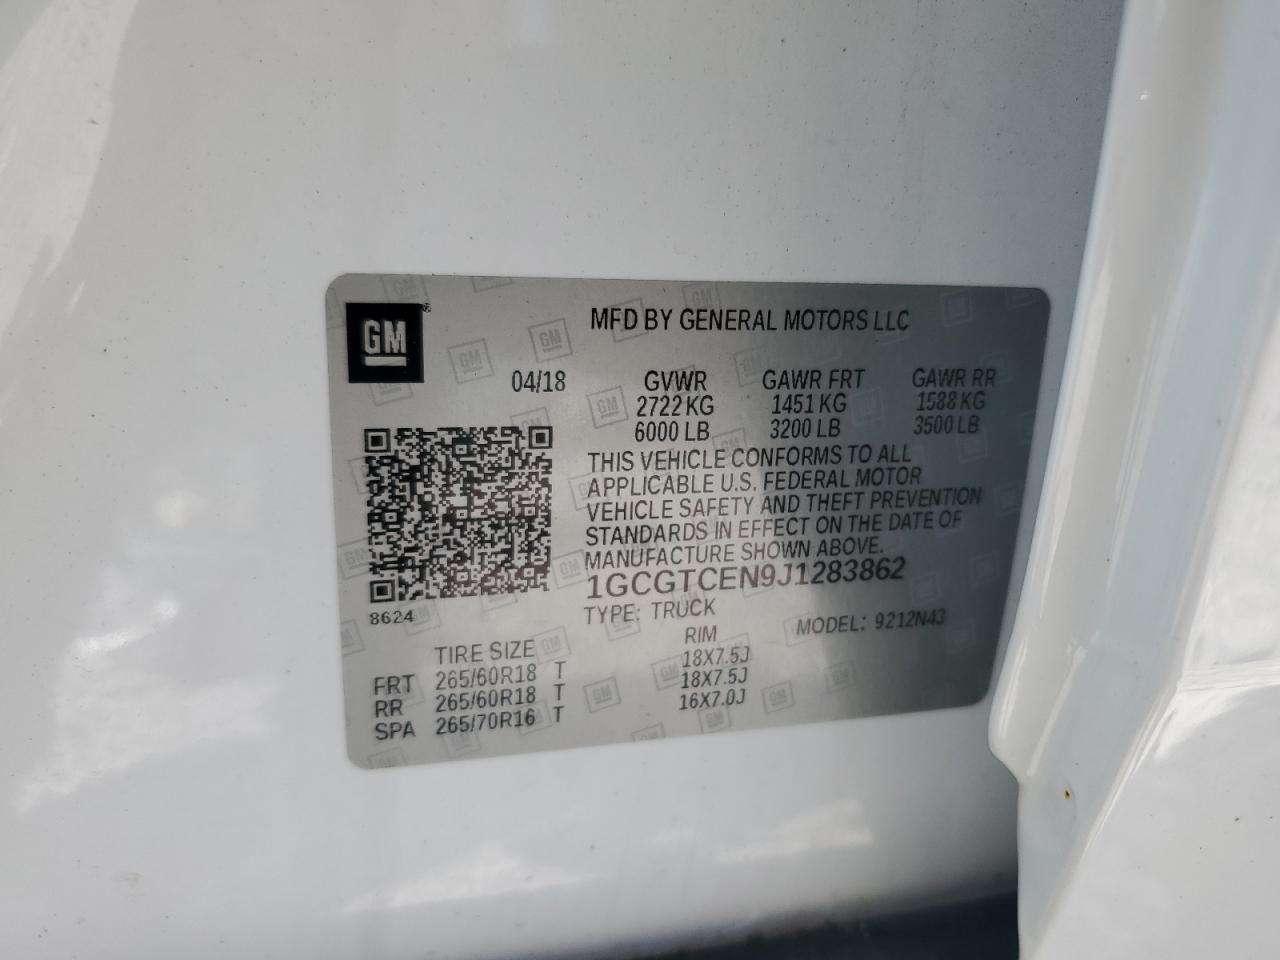 GM
MFD BY GENERAL MOTORS LLC
04/18 GVWR GAWR FRT GAWR RR
2722 KG 1451 KG 1588 KG
6000 LB 3200 LB 3500 LB
THIS VEHICLE CONFORMS TO ALL
APPLICABLE U.S. FEDERAL MOTOR
VEHICLE SAFETY AND THEFT PREVENTION
STANDARDS IN EFFECT ON THE DATE OF
MANUFACTURE SHOWN ABOVE.
1GCGTCEN9J1283862
8624
TYPE: TRUCK MODEL: 9212N43
TIRE SIZE RIM
FRT 265/60R18 T 18X7.5J
RR 265/60R18 T 18X7.5J
SPA 265/70R16 T 16X7.0J